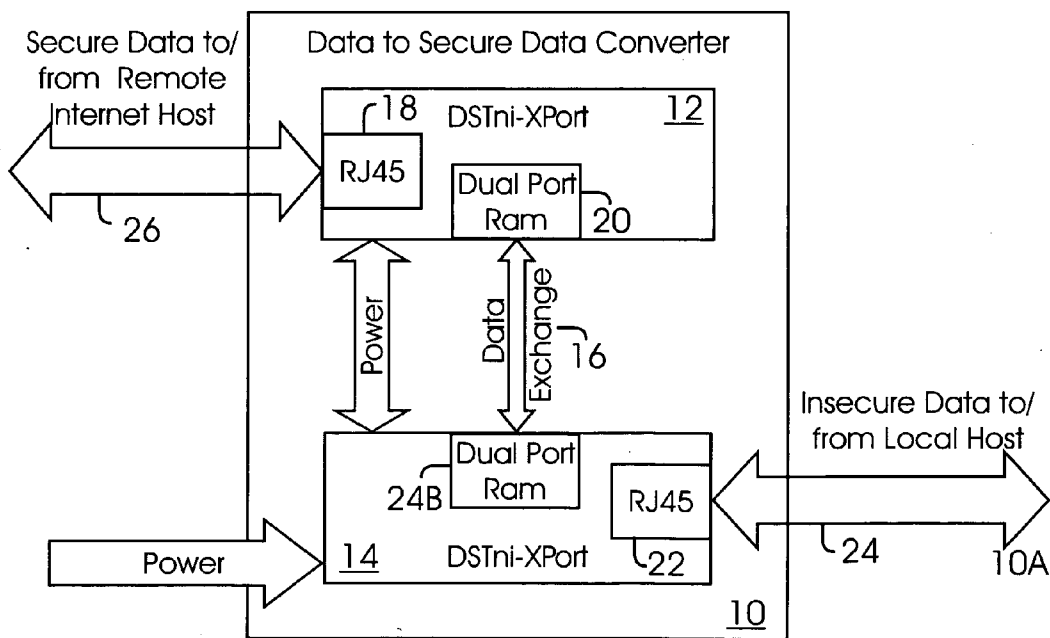 Secure Data to/
from Remote
Internet Host
Data to Secure Data Converter
18
DSTni-XPort
12
RJ45
Dual Port
Ram
20
26
Power
Data
Exchange
16
Insecure Data to/
from Local Host
Dual Port
Ram
24B
RJ45
Power
14
DSTni-XPort
22
24
10A
10